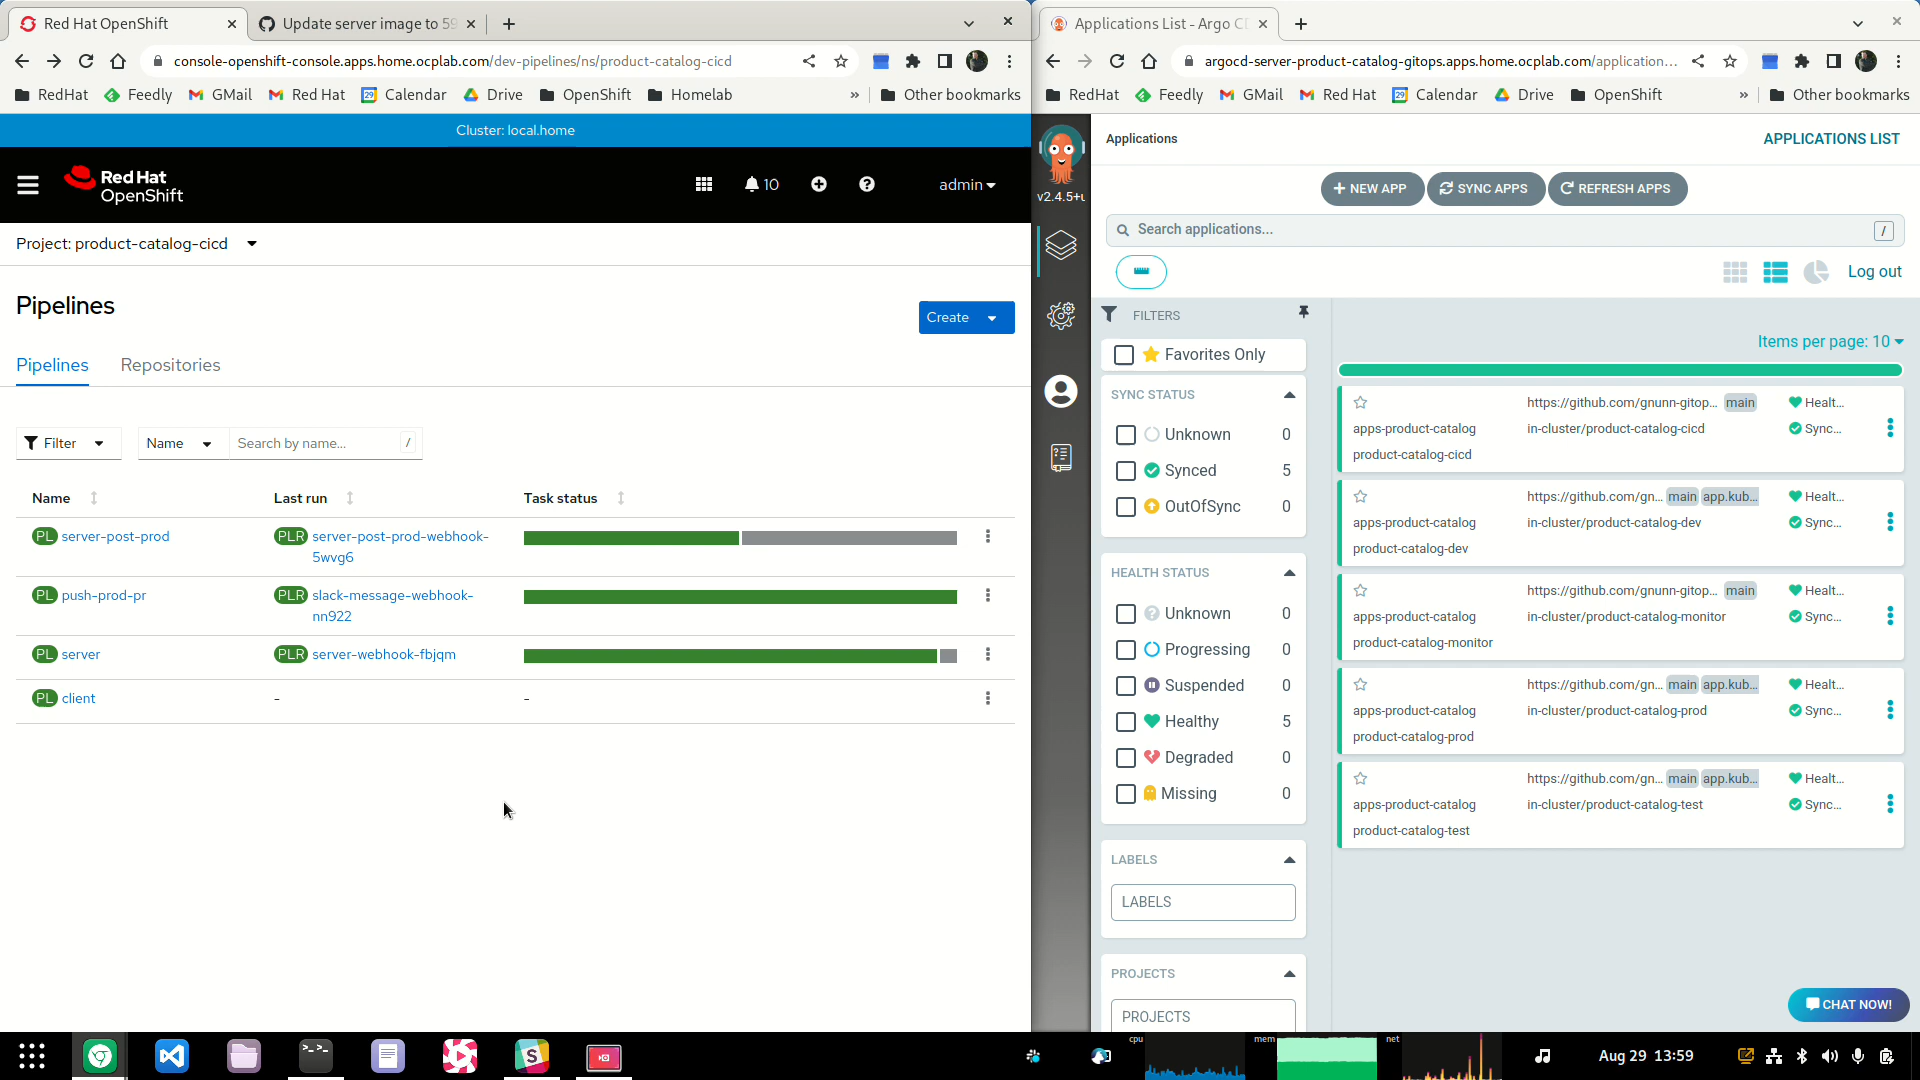 Red Hat OpenShift
Update server image to 59
console-openshift-console.apps.home.ocplab.com/dev-pipelines/ns/product-catalog-cicd
RedHat Feedly GMail Red Hat Calendar Drive OpenShift Homelab » Other bookmarks
Cluster: local.home
Red Hat
OpenShift
10
admin
Project: product-catalog-cicd
Pipelines
Create
Pipelines Repositories
Filter Name Search by name... /
Name Last run Task status
PL server-post-prod PLR server-post-prod-webhook-
5wvg6
PL push-prod-pr PLR slack-message-webhook-
nn922
PL server PLR server-webhook-fbjqm
PL client - -
Applications List - Argo C
argocd-server-product-catalog-gitops.apps.home.ocplab.com/application...
RedHat Feedly GMail Red Hat Calendar Drive OpenShift » Other bookmarks
v2.4.5+u
Applications
APPLICATIONS LIST
+ NEW APP SYNC APPS REFRESH APPS
Search applications... /
Log out
FILTERS
Favorites Only
SYNC STATUS
Unknown 0
Synced 5
OutOfSync 0
HEALTH STATUS
Unknown 0
Progressing 0
Suspended 0
Healthy 5
Degraded 0
Missing 0
LABELS
LABELS
PROJECTS
PROJECTS
Items per page: 10
https://github.com/gnunn-gitop... main Healt...
apps-product-catalog in-cluster/product-catalog-cicd Sync...
product-catalog-cicd
https://github.com/gn... main app.kub... Healt...
apps-product-catalog in-cluster/product-catalog-dev Sync...
product-catalog-dev
https://github.com/gnunn-gitop... main Healt...
apps-product-catalog in-cluster/product-catalog-monitor Sync...
product-catalog-monitor
https://github.com/gn... main app.kub... Healt...
apps-product-catalog in-cluster/product-catalog-prod Sync...
product-catalog-prod
https://github.com/gn... main app.kub... Healt...
apps-product-catalog in-cluster/product-catalog-test Sync...
product-catalog-test
CHAT NOW!
cpu mem net
Aug 29 13:59